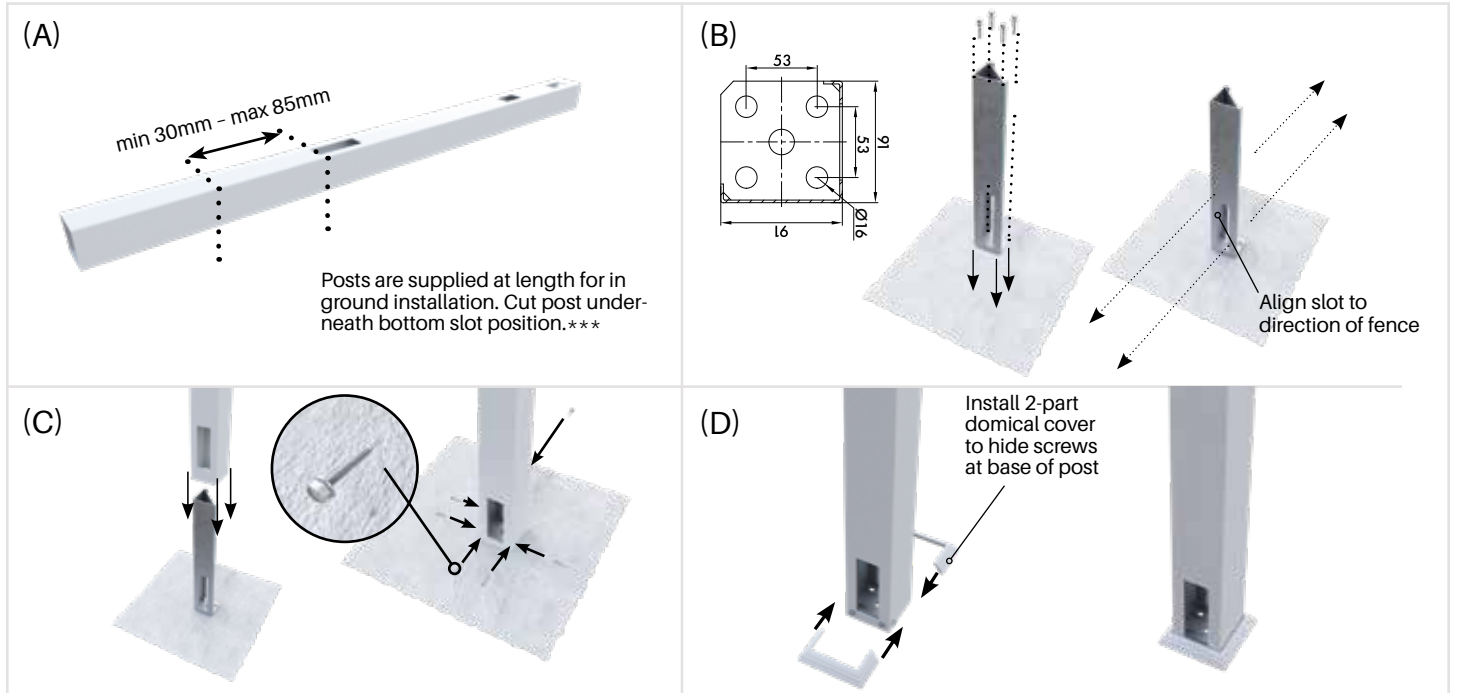 (A)
min 30mm – max 85mm
Posts are supplied at length for in
ground installation. Cut post under-
neath bottom slot position.***
(B)
53
53
91
16
Ø16
Align slot to
direction of fence
(C)
(D)
Install 2-part
domical cover
to hide screws
at base of post